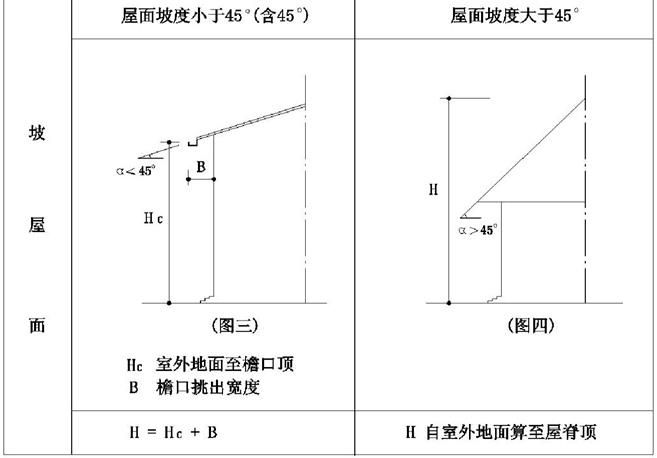 屋面坡度小于45°(含45°)
屋面坡度大于45°
坡
屋
面
α<45°
B
Hc
(图三)
Hc 室外地面至檐口顶
B 檐口挑出宽度
H
α>45°
(图四)
H = Hc + B
H 自室外地面算至屋脊顶